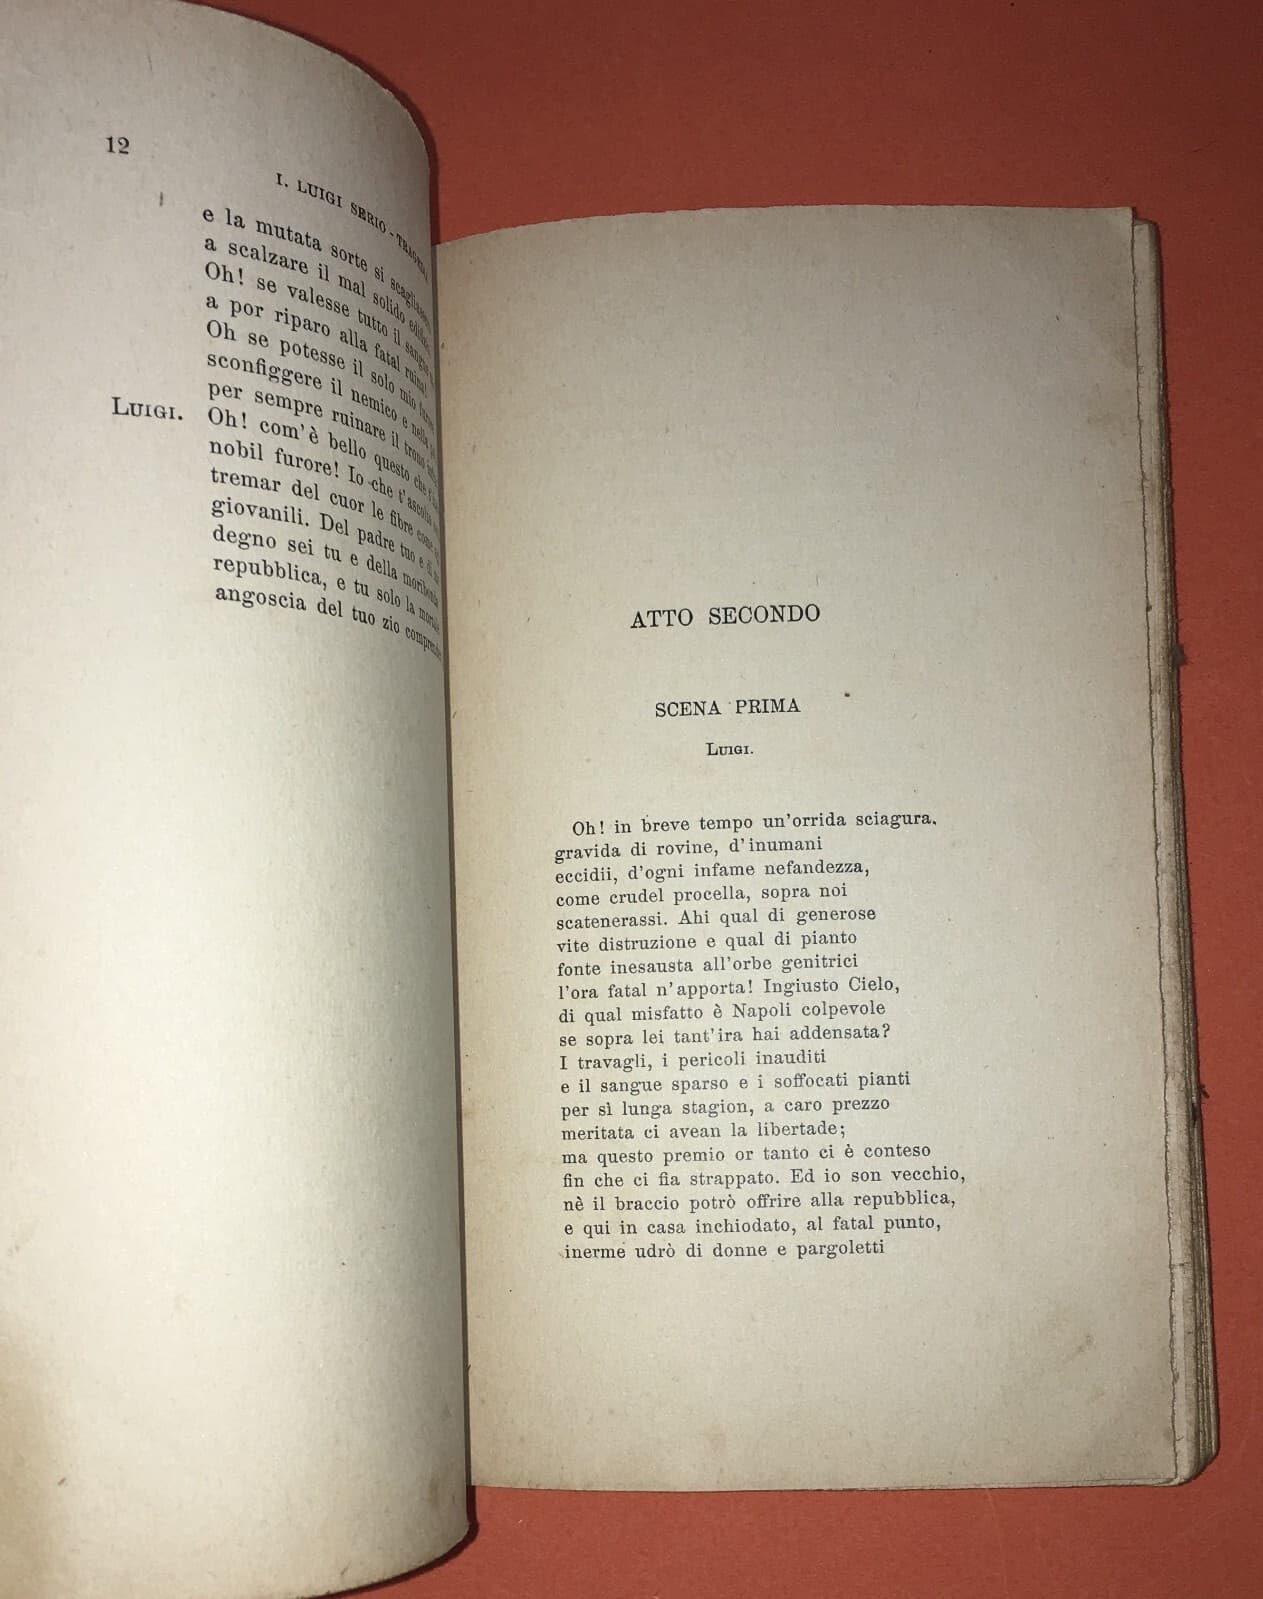 12
I. LUIGI SERIO - TRAGEDIA
e la mutata sorte si
a scalzare il mal solido
Oh! se valesse tutto il sangue
a por riparo alla fatal ruina!
Oh se potesse il solo mio
sconfiggere il nemico e nella
per sempre ruinare il trono
LUIGI. Oh! com'è bello questo che
nobil furore! Io che t'ascolto
tremar del cuor le fibre come
giovanili. Del padre tuo e di
degno sei tu e della moribonda
repubblica, e tu solo la
angoscia del tuo zio
ATTO SECONDO
SCENA PRIMA
LUIGI.
Oh! in breve tempo un'orrida sciagura,
gravida di rovine, d'inumani
eccidii, d'ogni infame nefandezza,
come crudel procella, sopra noi
scatenerassi. Ahi qual di generose
vite distruzione e qual di pianto
fonte inesausta all'orbe genitrici
l'ora fatal n'apporta! Ingiusto Cielo,
di qual misfatto è Napoli colpevole
se sopra lei tant'ira hai addensata?
I travagli, i pericoli inauditi
e il sangue sparso e i soffocati pianti
per sì lunga stagion, a caro prezzo
meritata ci avean la libertade;
ma questo premio or tanto ci è conteso
fin che ci fia strappato. Ed io son vecchio,
nè il braccio potrò offrire alla repubblica,
e qui in casa inchiodato, al fatal punto,
inerme udrò di donne e pargoletti